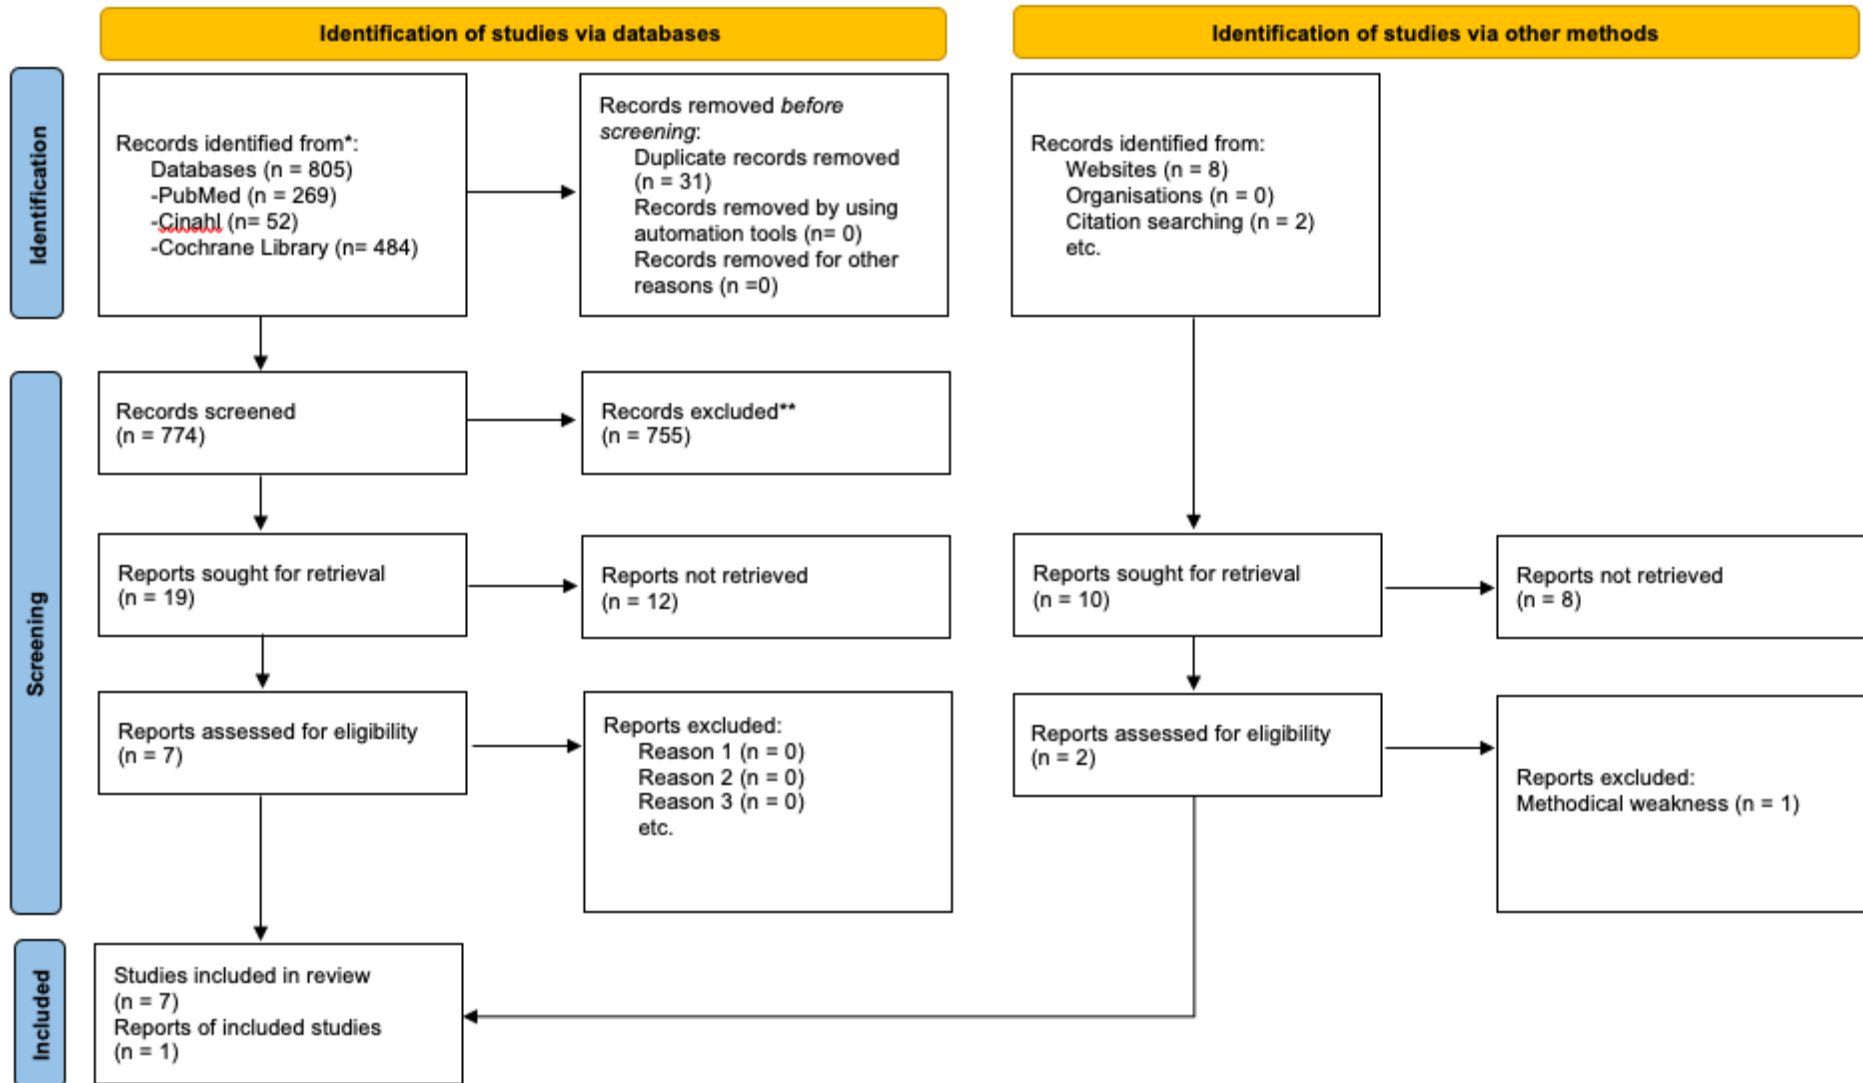 Identification of studies via databases
Identification of studies via other methods
Identification
Records identified from*:
Databases (n = 805)
-PubMed (n = 269)
-Cinahl (n= 52)
-Cochrane Library (n= 484)
Records removed before
screening:
Duplicate records removed
(n = 31)
Records removed by using
automation tools (n= 0)
Records removed for other
reasons (n =0)
Records identified from:
Websites (n = 8)
Organisations (n = 0)
Citation searching (n = 2)
etc.
Screening
Records screened
(n = 774)
Records excluded**
(n = 755)
Reports sought for retrieval
(n = 19)
Reports not retrieved
(n = 12)
Reports sought for retrieval
(n = 10)
Reports not retrieved
(n = 8)
Reports assessed for eligibility
(n = 7)
Reports excluded:
Reason 1 (n = 0)
Reason 2 (n = 0)
Reason 3 (n = 0)
etc.
Reports assessed for eligibility
(n = 2)
Reports excluded:
Methodical weakness (n = 1)
Included
Studies included in review
(n = 7)
Reports of included studies
(n = 1)